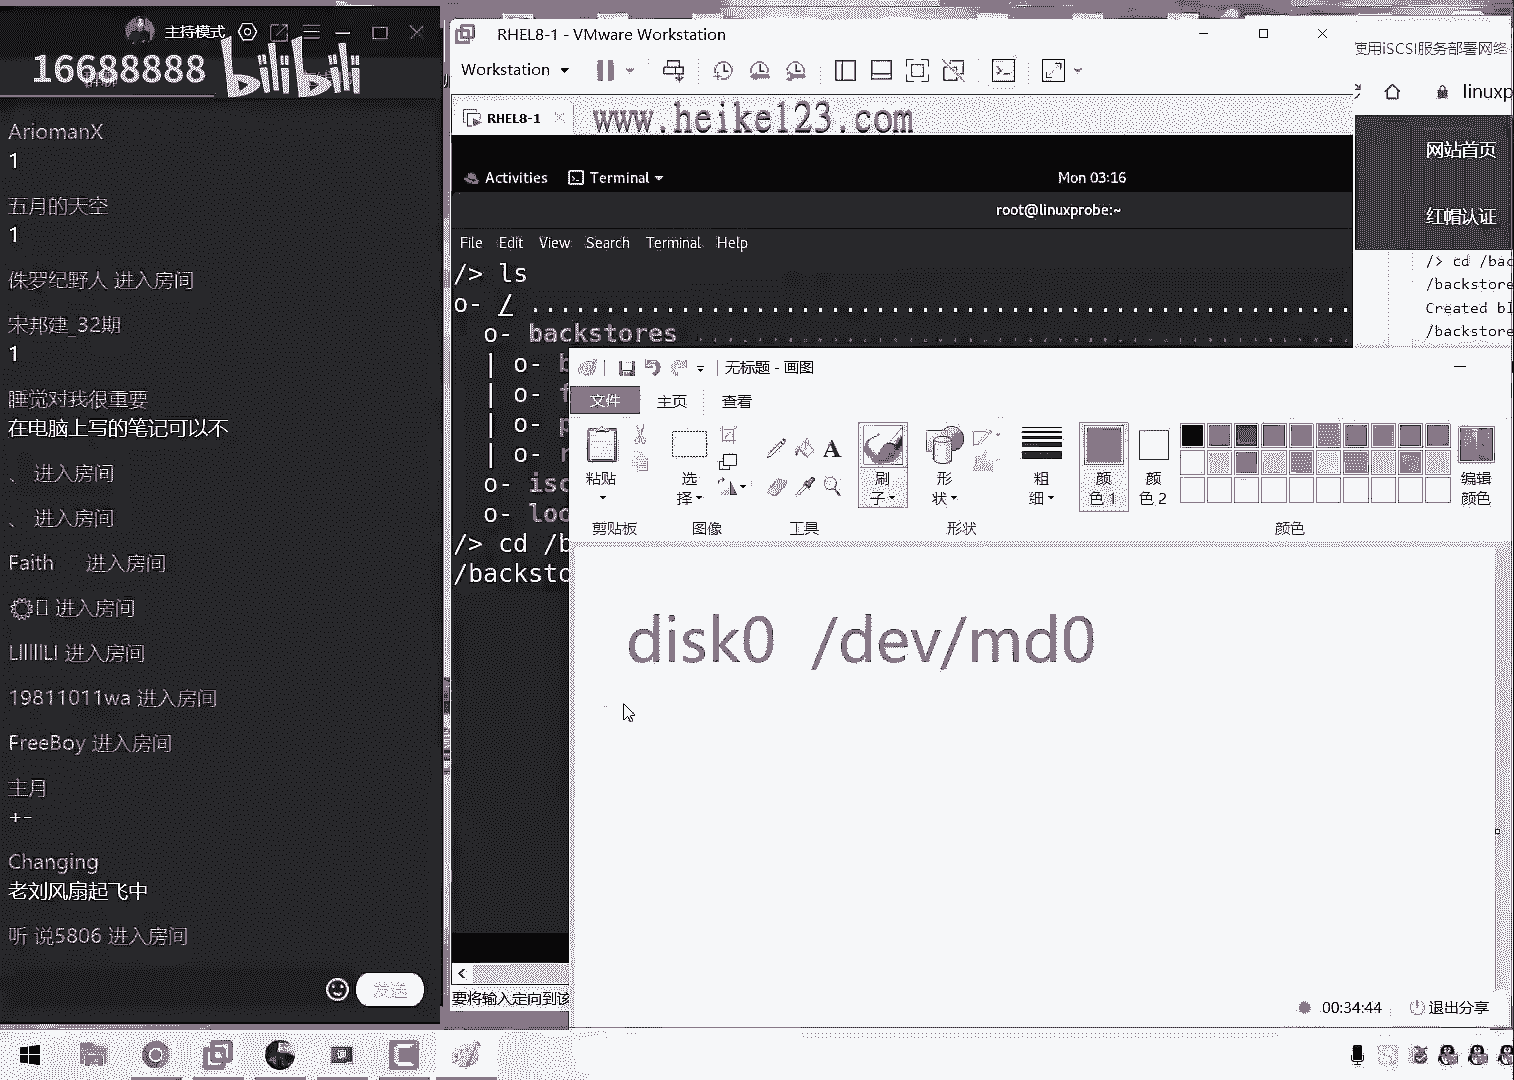 主持模式
16688888
bilibili
AriomanX
1
五月的天空
1
侏罗纪野人 进入房间
宋邦建_32期
1
睡觉对我很重要
在电脑上写的笔记可以不
、 进入房间
、 进入房间
Faith 进入房间
进入房间
19811011wa 进入房间
FreeBoy 进入房间
主月
+-
Changing
老刘风扇起飞中
听 说5806 进入房间
发送
RHEL8-1 - VMware Workstation
Workstation
RHEL8-1
www.heike123.com
Activities
Terminal
Mon 03:16
root@linuxprobe:~
File Edit View Search Terminal Help
/> ls
o- / ......................................................
o- backstores
| o- b
| o- f
| o- p
| o- r
o- isc
o- loo
/> cd /b
/backsto
要将输入定向到该
使用iSCSI服务部署网络
linuxp
网站首页
红帽认证
/> cd /bac
/backstore
Created bl
/backstore
无标题 - 画图
文件 主页 查看
粘贴
选择
刷子
形状
粗细
颜色 1
颜色 2
编辑颜色
剪贴板 图像 工具 形状 颜色
disk0 /dev/md0
00:34:44
退出分享